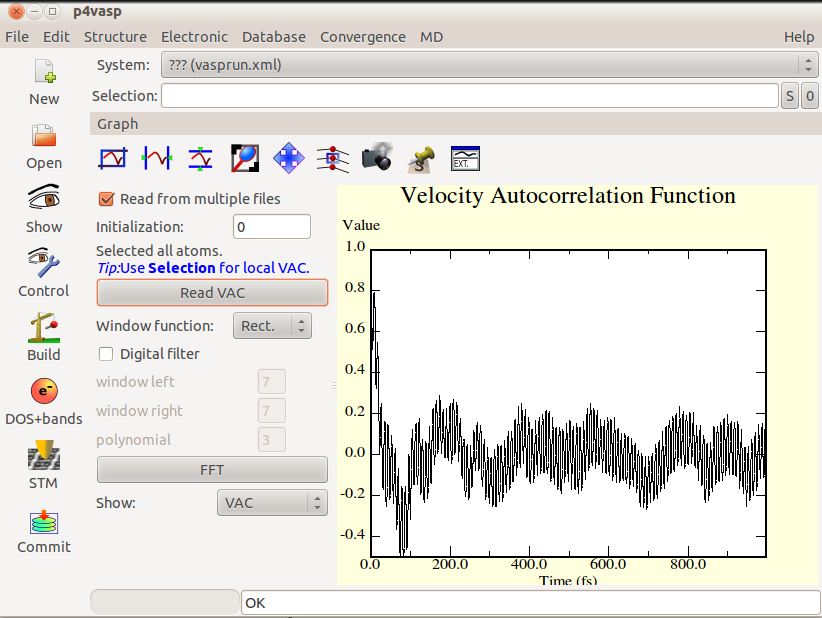 p4vasp
File Edit Structure Electronic Database Convergence MD Help
System: ??? (vasprun.xml)
Selection: S 0
Graph
New
Open
Show
Control
Build
e-
DOS+bands
STM
Commit
S
EXT.
Read from multiple files
Initialization: 0
Selected all atoms.
Tip:Use Selection for local VAC.
Read VAC
Window function: Rect.
Digital filter
window left 7
window right 7
polynomial 3
FFT
Show: VAC
Velocity Autocorrelation Function
Value
1.0
0.8
0.6
0.4
0.2
0.0
-0.2
-0.4
0.0 200.0 400.0 600.0 800.0
Time (fs)
OK